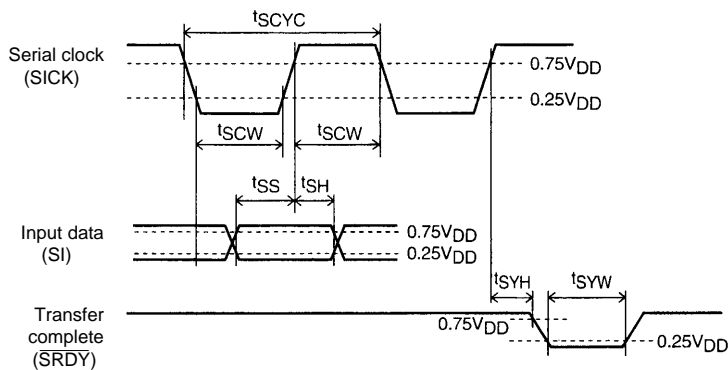 tSCYC
Serial clock
(SICK)
0.75VDD
0.25VDD
tSCW
tSCW
tSS
tSH
Input data
(SI)
0.75VDD
0.25VDD
tSYH
tSYW
Transfer
complete
(SRDY)
0.75VDD
0.25VDD